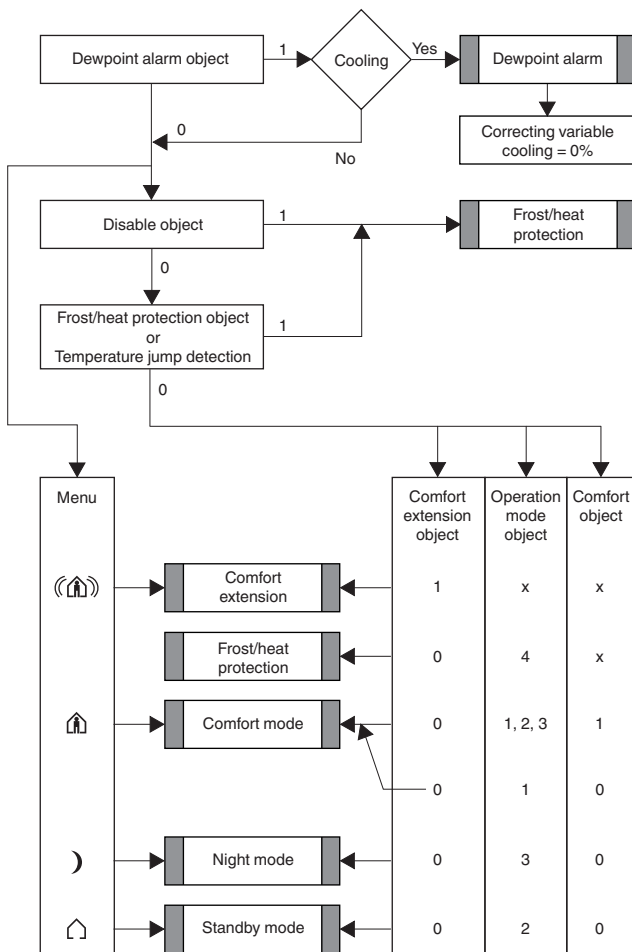 Dewpoint alarm object
1
Cooling
Yes
Dewpoint alarm
0
No
Correcting variable
cooling = 0%
Disable object
1
Frost/heat
protection
0
Frost/heat protection object
or
Temperature jump detection
1
0
Menu
Comfort
extension
object
Operation
mode
object
Comfort
object
Comfort
extension
1 x x
Frost/heat
protection
0 4 x
Comfort mode
0 1, 2, 3 1
0 1 0
Night mode
0 3 0
Standby mode
0 2 0